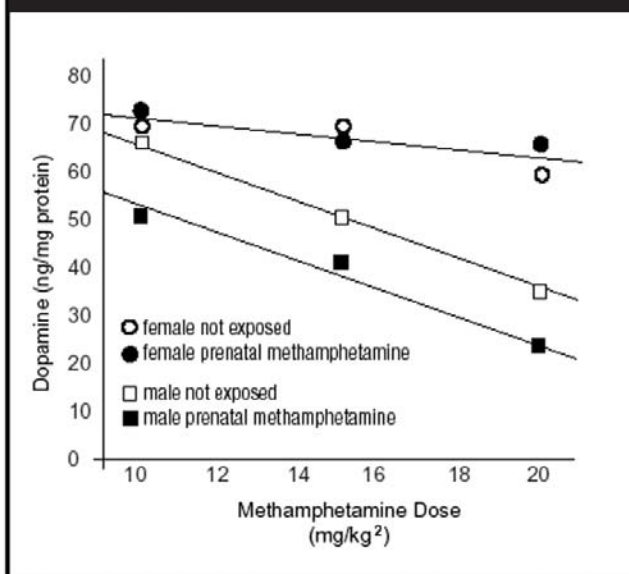 80
70
60
50
40
30
20
10
0
Dopamine (ng/mg protein)
female not exposed
female prenatal methamphetamine
male not exposed
male prenatal methamphetamine
10 12 14 16 18 20
Methamphetamine Dose
(mg/kg²)